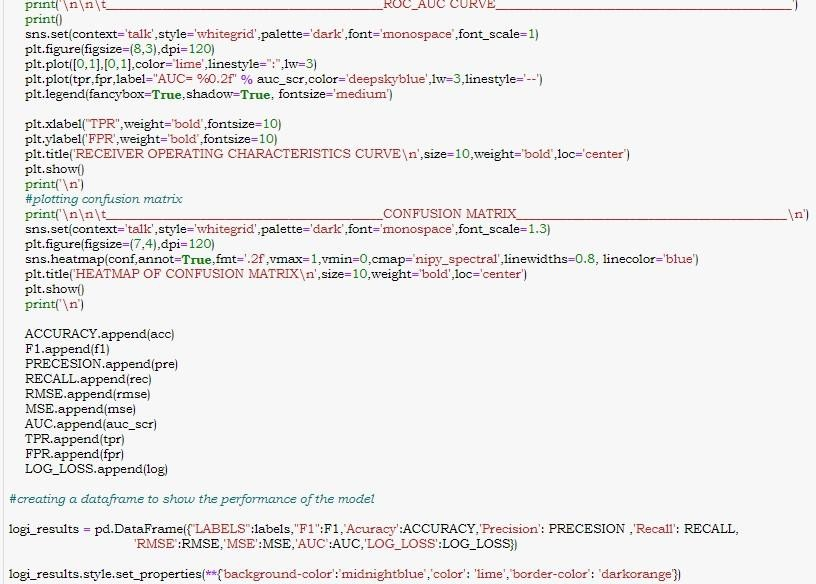 print('\n\n\t________________________________________ROC_AUC CURVE___________________________________________')
print()
sns.set(context='talk',style='whitegrid',palette='dark',font='monospace',font_scale=1)
plt.figure(figsize=(8,3),dpi=120)
plt.plot([0,1],[0,1],color='lime',linestyle=":",lw=3)
plt.plot(tpr,fpr,label="AUC= %0.2f" % auc_scr,color='deepskyblue',lw=3,linestyle='--')
plt.legend(fancybox=True,shadow=True, fontsize='medium')
plt.xlabel("TPR",weight='bold',fontsize=10)
plt.ylabel('FPR',weight='bold',fontsize=10)
plt.title('RECEIVER OPERATING CHARACTERISTICS CURVE\n',size=10,weight='bold',loc='center')
plt.show()
print('\n')
#plotting confusion matrix
print('\n\n\t________________________________________CONFUSION MATRIX_______________________________________\n')
sns.set(context='talk',style='whitegrid',palette='dark',font='monospace',font_scale=1.3)
plt.figure(figsize=(7,4),dpi=120)
sns.heatmap(conf,annot=True,fmt='.2f',vmax=1,vmin=0,cmap='nipy_spectral',linewidths=0.8, linecolor='blue')
plt.title('HEATMAP OF CONFUSION MATRIX\n',size=10,weight='bold',loc='center')
plt.show()
print('\n')
ACCURACY.append(acc)
F1.append(f1)
PRECESION.append(pre)
RECALL.append(rec)
RMSE.append(rmse)
MSE.append(mse)
AUC.append(auc_scr)
TPR.append(tpr)
FPR.append(fpr)
LOG_LOSS.append(log)
#creating a dataframe to show the performance of the model
logi_results = pd.DataFrame({"LABELS":labels,"F1":F1,'Acuracy':ACCURACY,'Precision': PRECESION ,'Recall': RECALL,
'RMSE':RMSE,'MSE':MSE,'AUC':AUC,'LOG_LOSS':LOG_LOSS})
logi_results.style.set_properties(**{'background-color':'midnightblue','color': 'lime','border-color': 'darkorange'})